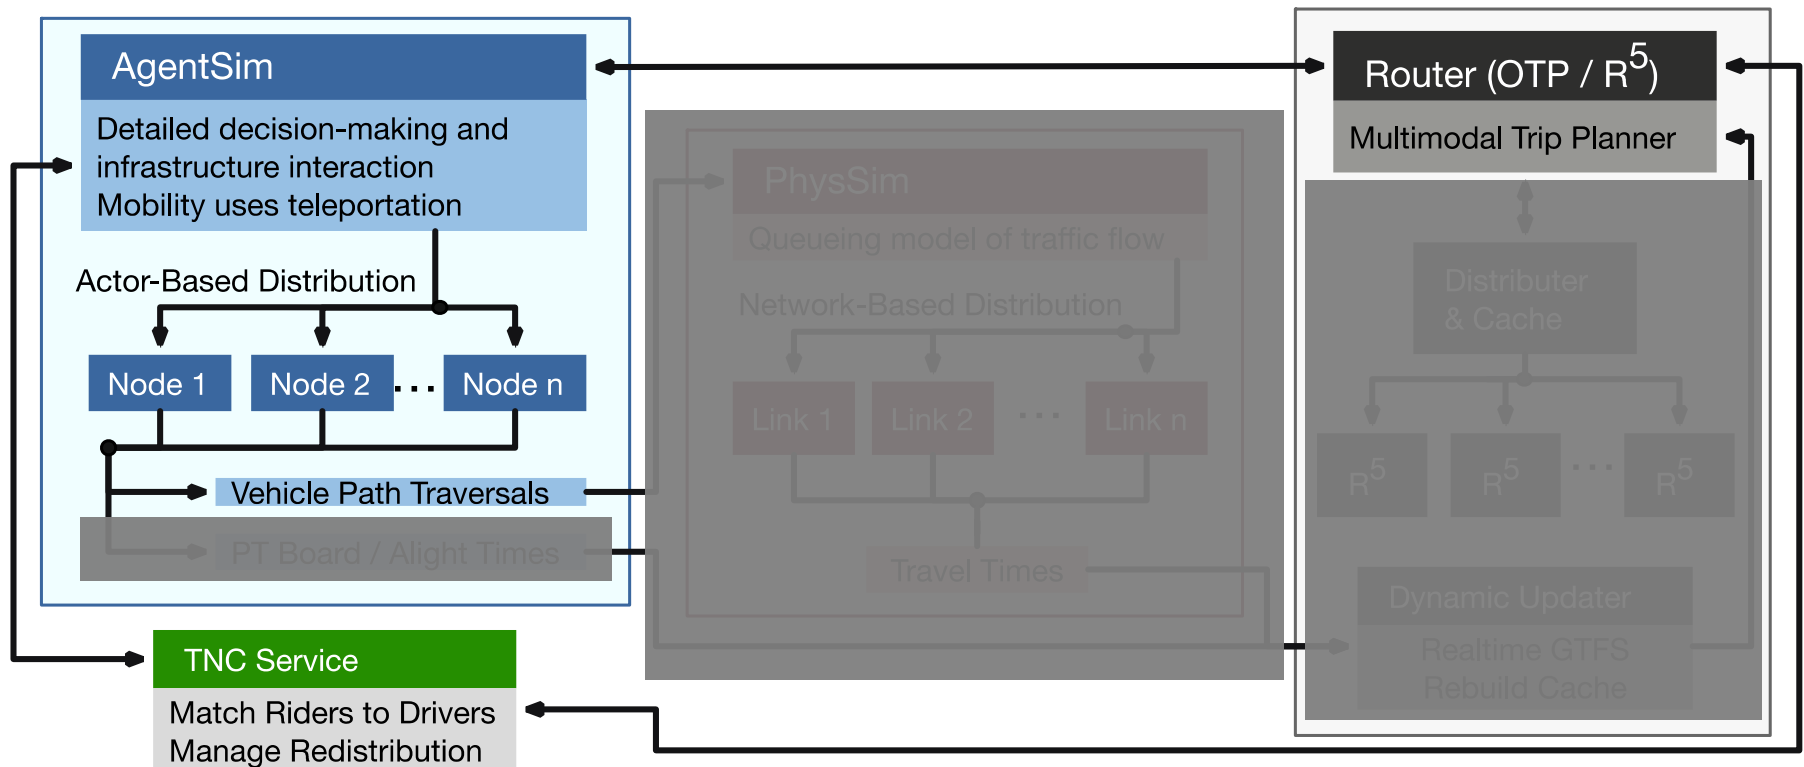 AgentSim
Detailed decision-making and
infrastructure interaction
Mobility uses teleportation
Actor-Based Distribution
Node 1
Node 2
...
Node n
Vehicle Path Traversals
PT Board / Alight Times
TNC Service
Match Riders to Drivers
Manage Redistribution
PhysSim
Queueing model of traffic flow
Network-Based Distribution
Link 1
Link 2
...
Link n
Travel Times
Router (OTP / R⁵)
Multimodal Trip Planner
Distributer
& Cache
R⁵
R⁵
...
R⁵
Dynamic Updater
Realtime GTFS
Rebuild Cache